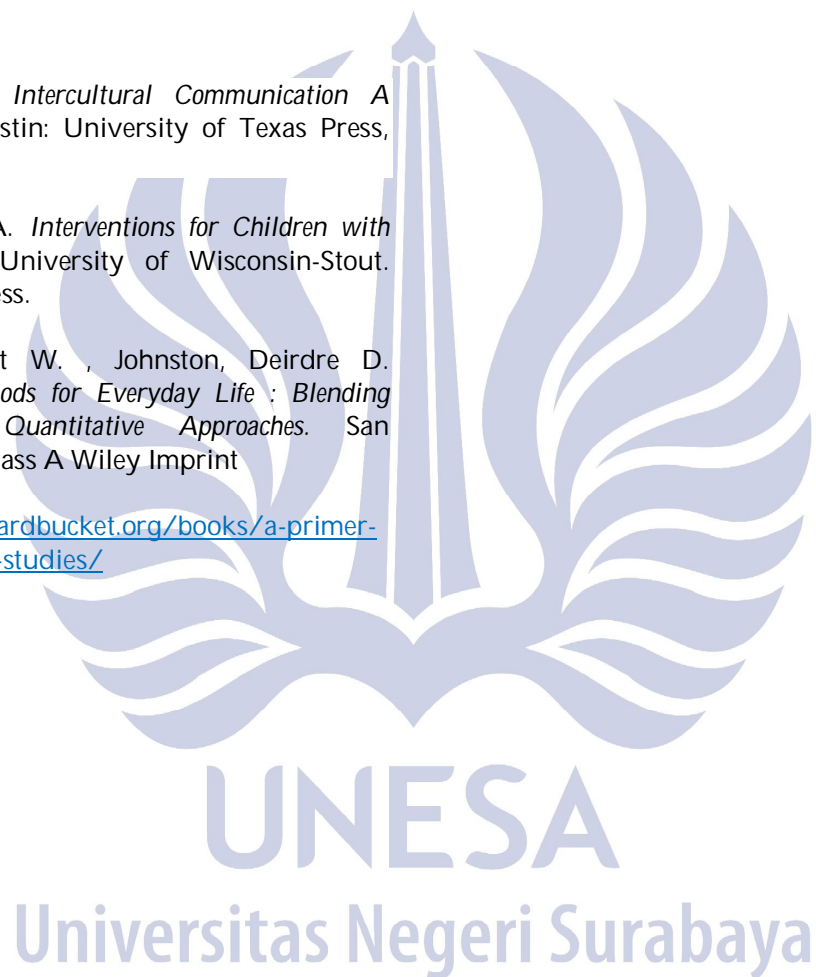 Intercultural Communication A
stin: University of Texas Press,
A. Interventions for Children with
University of Wisconsin-Stout.
ess.
t W. , Johnston, Deirdre D.
ods for Everyday Life : Blending
Quantitative Approaches. San
ass A Wiley Imprint
ardbucket.org/books/a-primer-
-studies/
UNESA
Universitas Negeri Surabaya